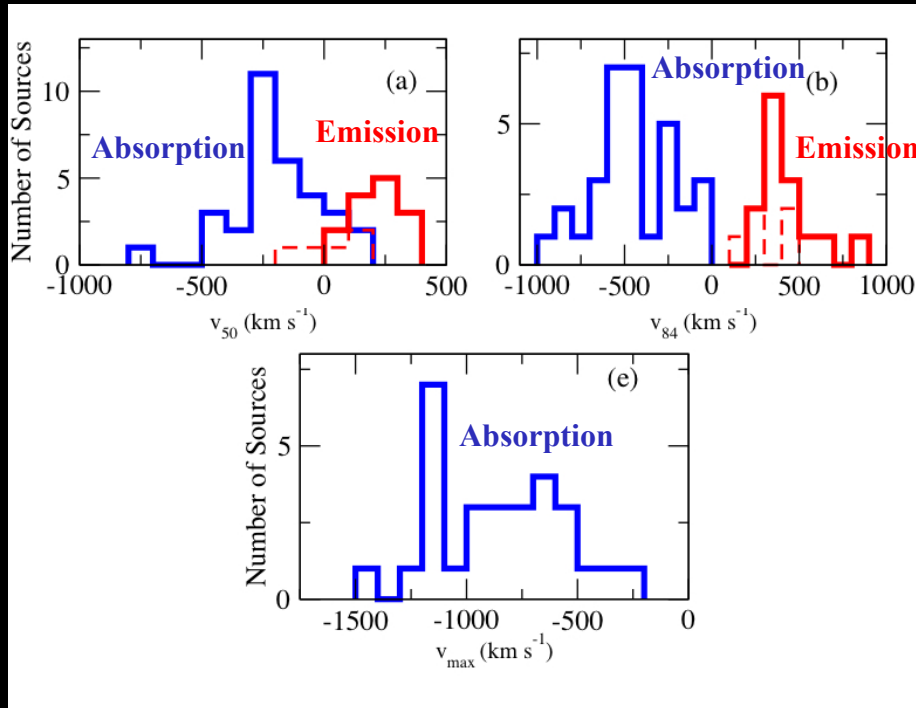 Number of Sources
10
5
0
(a)
Absorption
Emission
-1000
-500
0
500
v50 (km s-1)
5
0
Absorption
(b)
Emission
-1000
-500
0
500
1000
v84 (km s-1)
Number of Sources
5
0
(e)
Absorption
-1500
-1000
-500
0
vmax (km s-1)